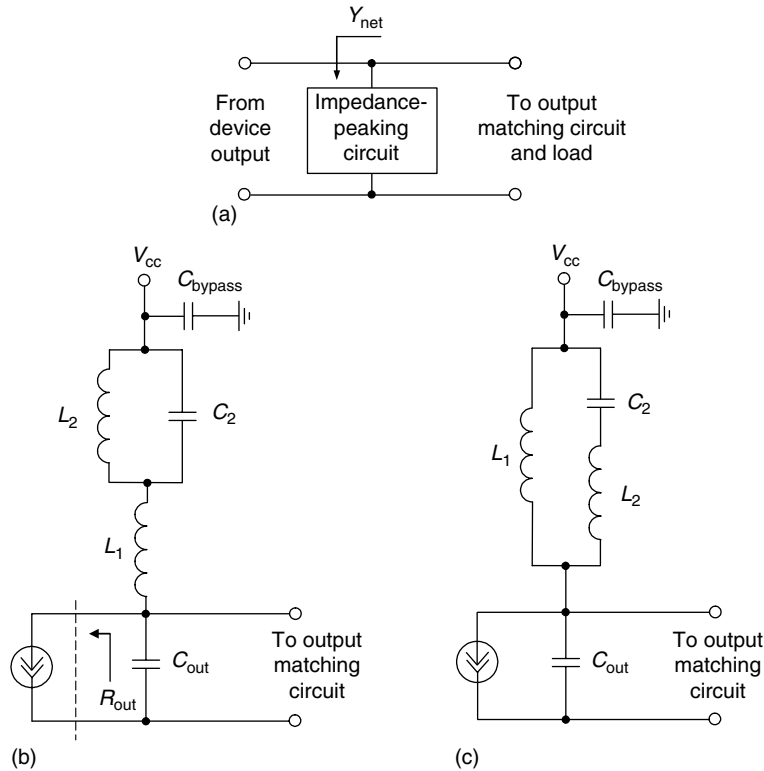 Y_net
From
device
output
Impedance-
peaking
circuit
To output
matching circuit
and load
(a)
V_cc
C_bypass
L_2
C_2
L_1
C_out
R_out
To output
matching
circuit
(b)
V_cc
C_bypass
C_2
L_1
L_2
C_out
To output
matching
circuit
(c)